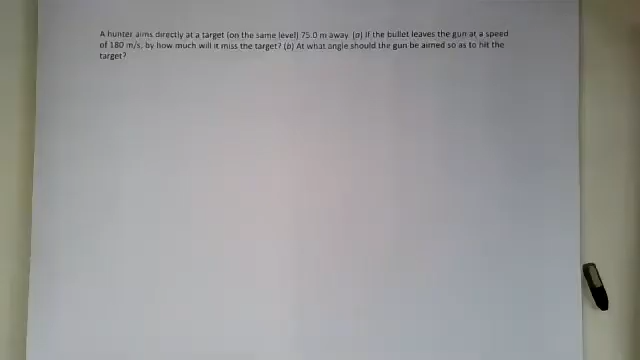 A hunter aims directly at a target (on the same level) 75.0 m away. (a) If the bullet leaves the gun at a speed
of 180 m/s, by how much will it miss the target? (b) At what angle should the gun be aimed so as to hit the
target?